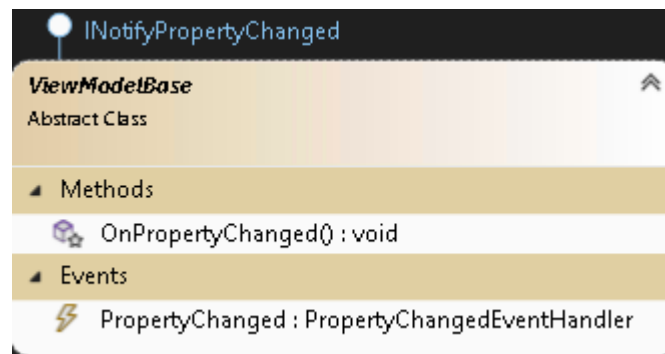 INotifyPropertyChanged
ViewModelBase
Abstract Class
Methods
OnPropertyChanged() : void
Events
PropertyChanged : PropertyChangedEventHandler